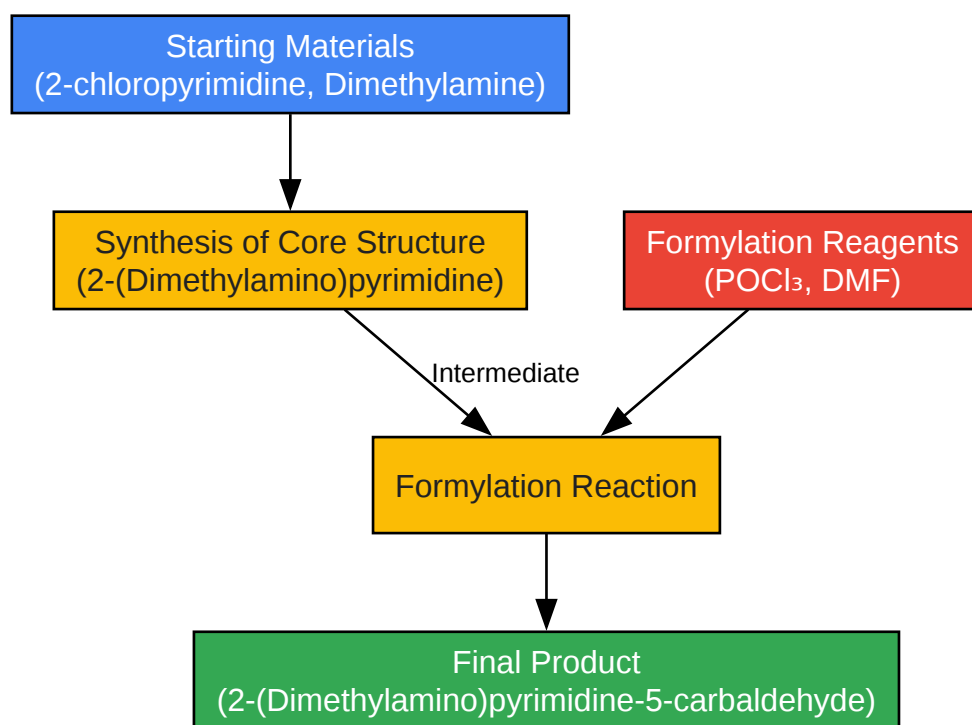 Starting Materials
(2-chloropyrimidine, Dimethylamine)
Synthesis of Core Structure
(2-(Dimethylamino)pyrimidine)
Formylation Reagents
(POCl₃, DMF)
Intermediate
Formylation Reaction
Final Product
(2-(Dimethylamino)pyrimidine-5-carbaldehyde)